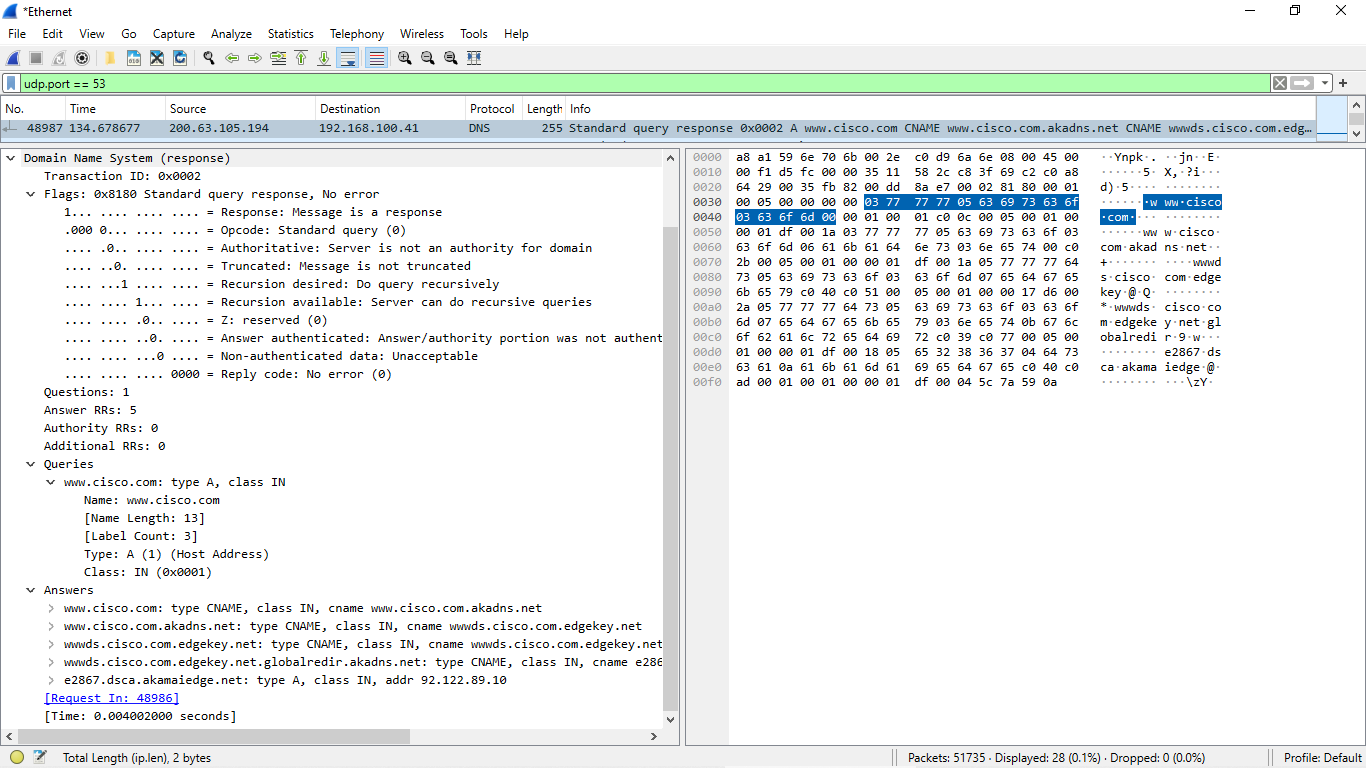 *Ethernet
File Edit View Go Capture Analyze Statistics Telephony Wireless Tools Help
udp.port == 53
No. Time Source Destination Protocol Length Info
48987 134.678677 200.63.105.194 192.168.100.41 DNS 255 Standard query response 0x0002 A www.cisco.com CNAME www.cisco.com.akadns.net CNAME wwwds.cisco.com.edg…
Domain Name System (response)
Transaction ID: 0x0002
Flags: 0x8180 Standard query response, No error
1... .... .... .... = Response: Message is a response
.000 0... .... .... = Opcode: Standard query (0)
.... .0.. .... .... = Authoritative: Server is not an authority for domain
.... ..0. .... .... = Truncated: Message is not truncated
.... ...1 .... .... = Recursion desired: Do query recursively
.... .... 1... .... = Recursion available: Server can do recursive queries
.... .... .0.. .... = Z: reserved (0)
.... .... ..0. .... = Answer authenticated: Answer/authority portion was not authent
.... .... ...0 .... = Non-authenticated data: Unacceptable
.... .... .... 0000 = Reply code: No error (0)
Questions: 1
Answer RRs: 5
Authority RRs: 0
Additional RRs: 0
Queries
www.cisco.com: type A, class IN
Name: www.cisco.com
[Name Length: 13]
[Label Count: 3]
Type: A (1) (Host Address)
Class: IN (0x0001)
Answers
www.cisco.com: type CNAME, class IN, cname www.cisco.com.akadns.net
www.cisco.com.akadns.net: type CNAME, class IN, cname wwwds.cisco.com.edgekey.net
wwwds.cisco.com.edgekey.net: type CNAME, class IN, cname wwwds.cisco.com.edgekey.net
wwwds.cisco.com.edgekey.net.globalredir.akadns.net: type CNAME, class IN, cname e286
e2867.dsca.akamaiedge.net: type A, class IN, addr 92.122.89.10
[Request In: 48986]
[Time: 0.004002000 seconds]
0000 a8 a1 59 6e 70 6b 00 2e c0 d9 6a 6e 08 00 45 00 ··Ynpk·. ··jn··E·
0010 00 f1 d5 fc 00 00 35 11 58 2c c8 3f 69 c2 c0 a8 ······5· X,·?i···
0020 64 29 00 35 fb 82 00 dd 8a e7 00 02 81 80 00 01 d)·5···· ········
0030 00 05 00 00 00 00 03 77 77 77 05 63 69 73 63 6f ·······w ww·cisco
0040 03 63 6f 6d 00 00 01 00 01 c0 0c 00 05 00 01 00 ·com···· ········
0050 00 01 df 00 1a 03 77 77 77 05 63 69 73 63 6f 03 ······ww w·cisco·
0060 63 6f 6d 06 61 6b 61 64 6e 73 03 6e 65 74 00 c0 com·akad ns·net··
0070 2b 00 05 00 01 00 00 01 df 00 1a 05 77 77 77 64 +······· ····wwwd
0080 73 05 63 69 73 63 6f 03 63 6f 6d 07 65 64 67 65 s·cisco· com·edge
0090 6b 65 79 c0 40 c0 51 00 05 00 01 00 00 17 d6 00 key·@·Q· ········
00a0 2a 05 77 77 77 64 73 05 63 69 73 63 6f 03 63 6f *·wwwds· cisco·co
00b0 6d 07 65 64 67 65 6b 65 79 03 6e 65 74 0b 67 6c m·edgeke y·net·gl
00c0 6f 62 61 6c 72 65 64 69 72 c0 39 c0 77 00 05 00 obalredi r·9·w···
00d0 01 00 00 01 df 00 18 05 65 32 38 36 37 04 64 73 ········ e2867·ds
00e0 63 61 0a 61 6b 61 6d 61 69 65 64 67 65 c0 40 c0 ca·akama iedge·@·
00f0 ad 00 01 00 01 00 00 01 df 00 04 5c 7a 59 0a ········ ···\zY·
Total Length (ip.len), 2 bytes
Packets: 51735 · Displayed: 28 (0.1%) · Dropped: 0 (0.0%)
Profile: Default